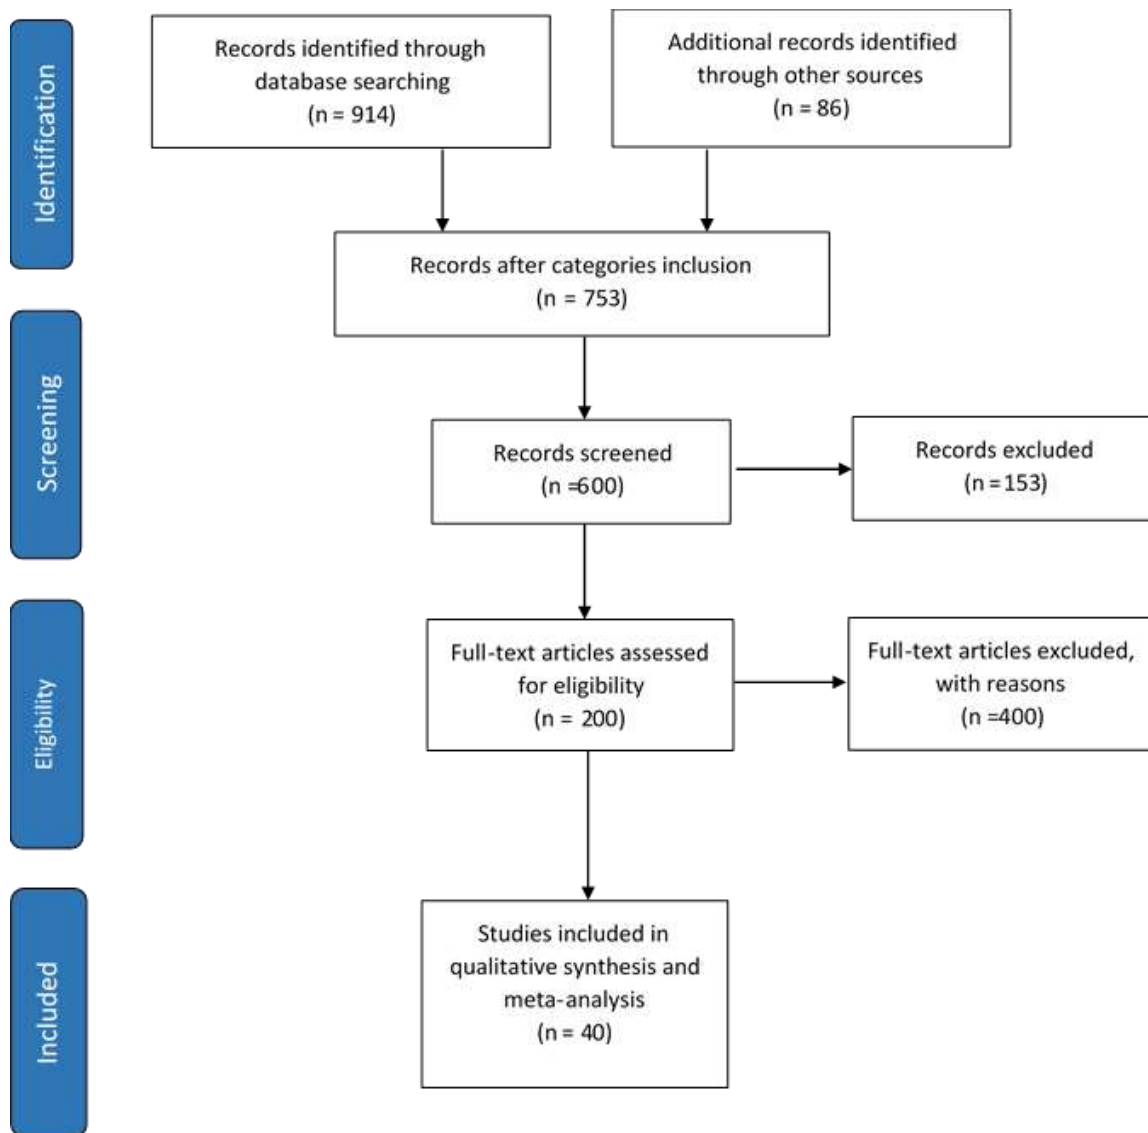 Identification
Records identified through
database searching
(n = 914)
Additional records identified
through other sources
(n = 86)
Records after categories inclusion
(n = 753)
Screening
Records screened
(n =600)
Records excluded
(n = 153)
Eligibility
Full-text articles assessed
for eligibility
(n = 200)
Full-text articles excluded,
with reasons
(n =400)
Included
Studies included in
qualitative synthesis and
meta-analysis
(n = 40)